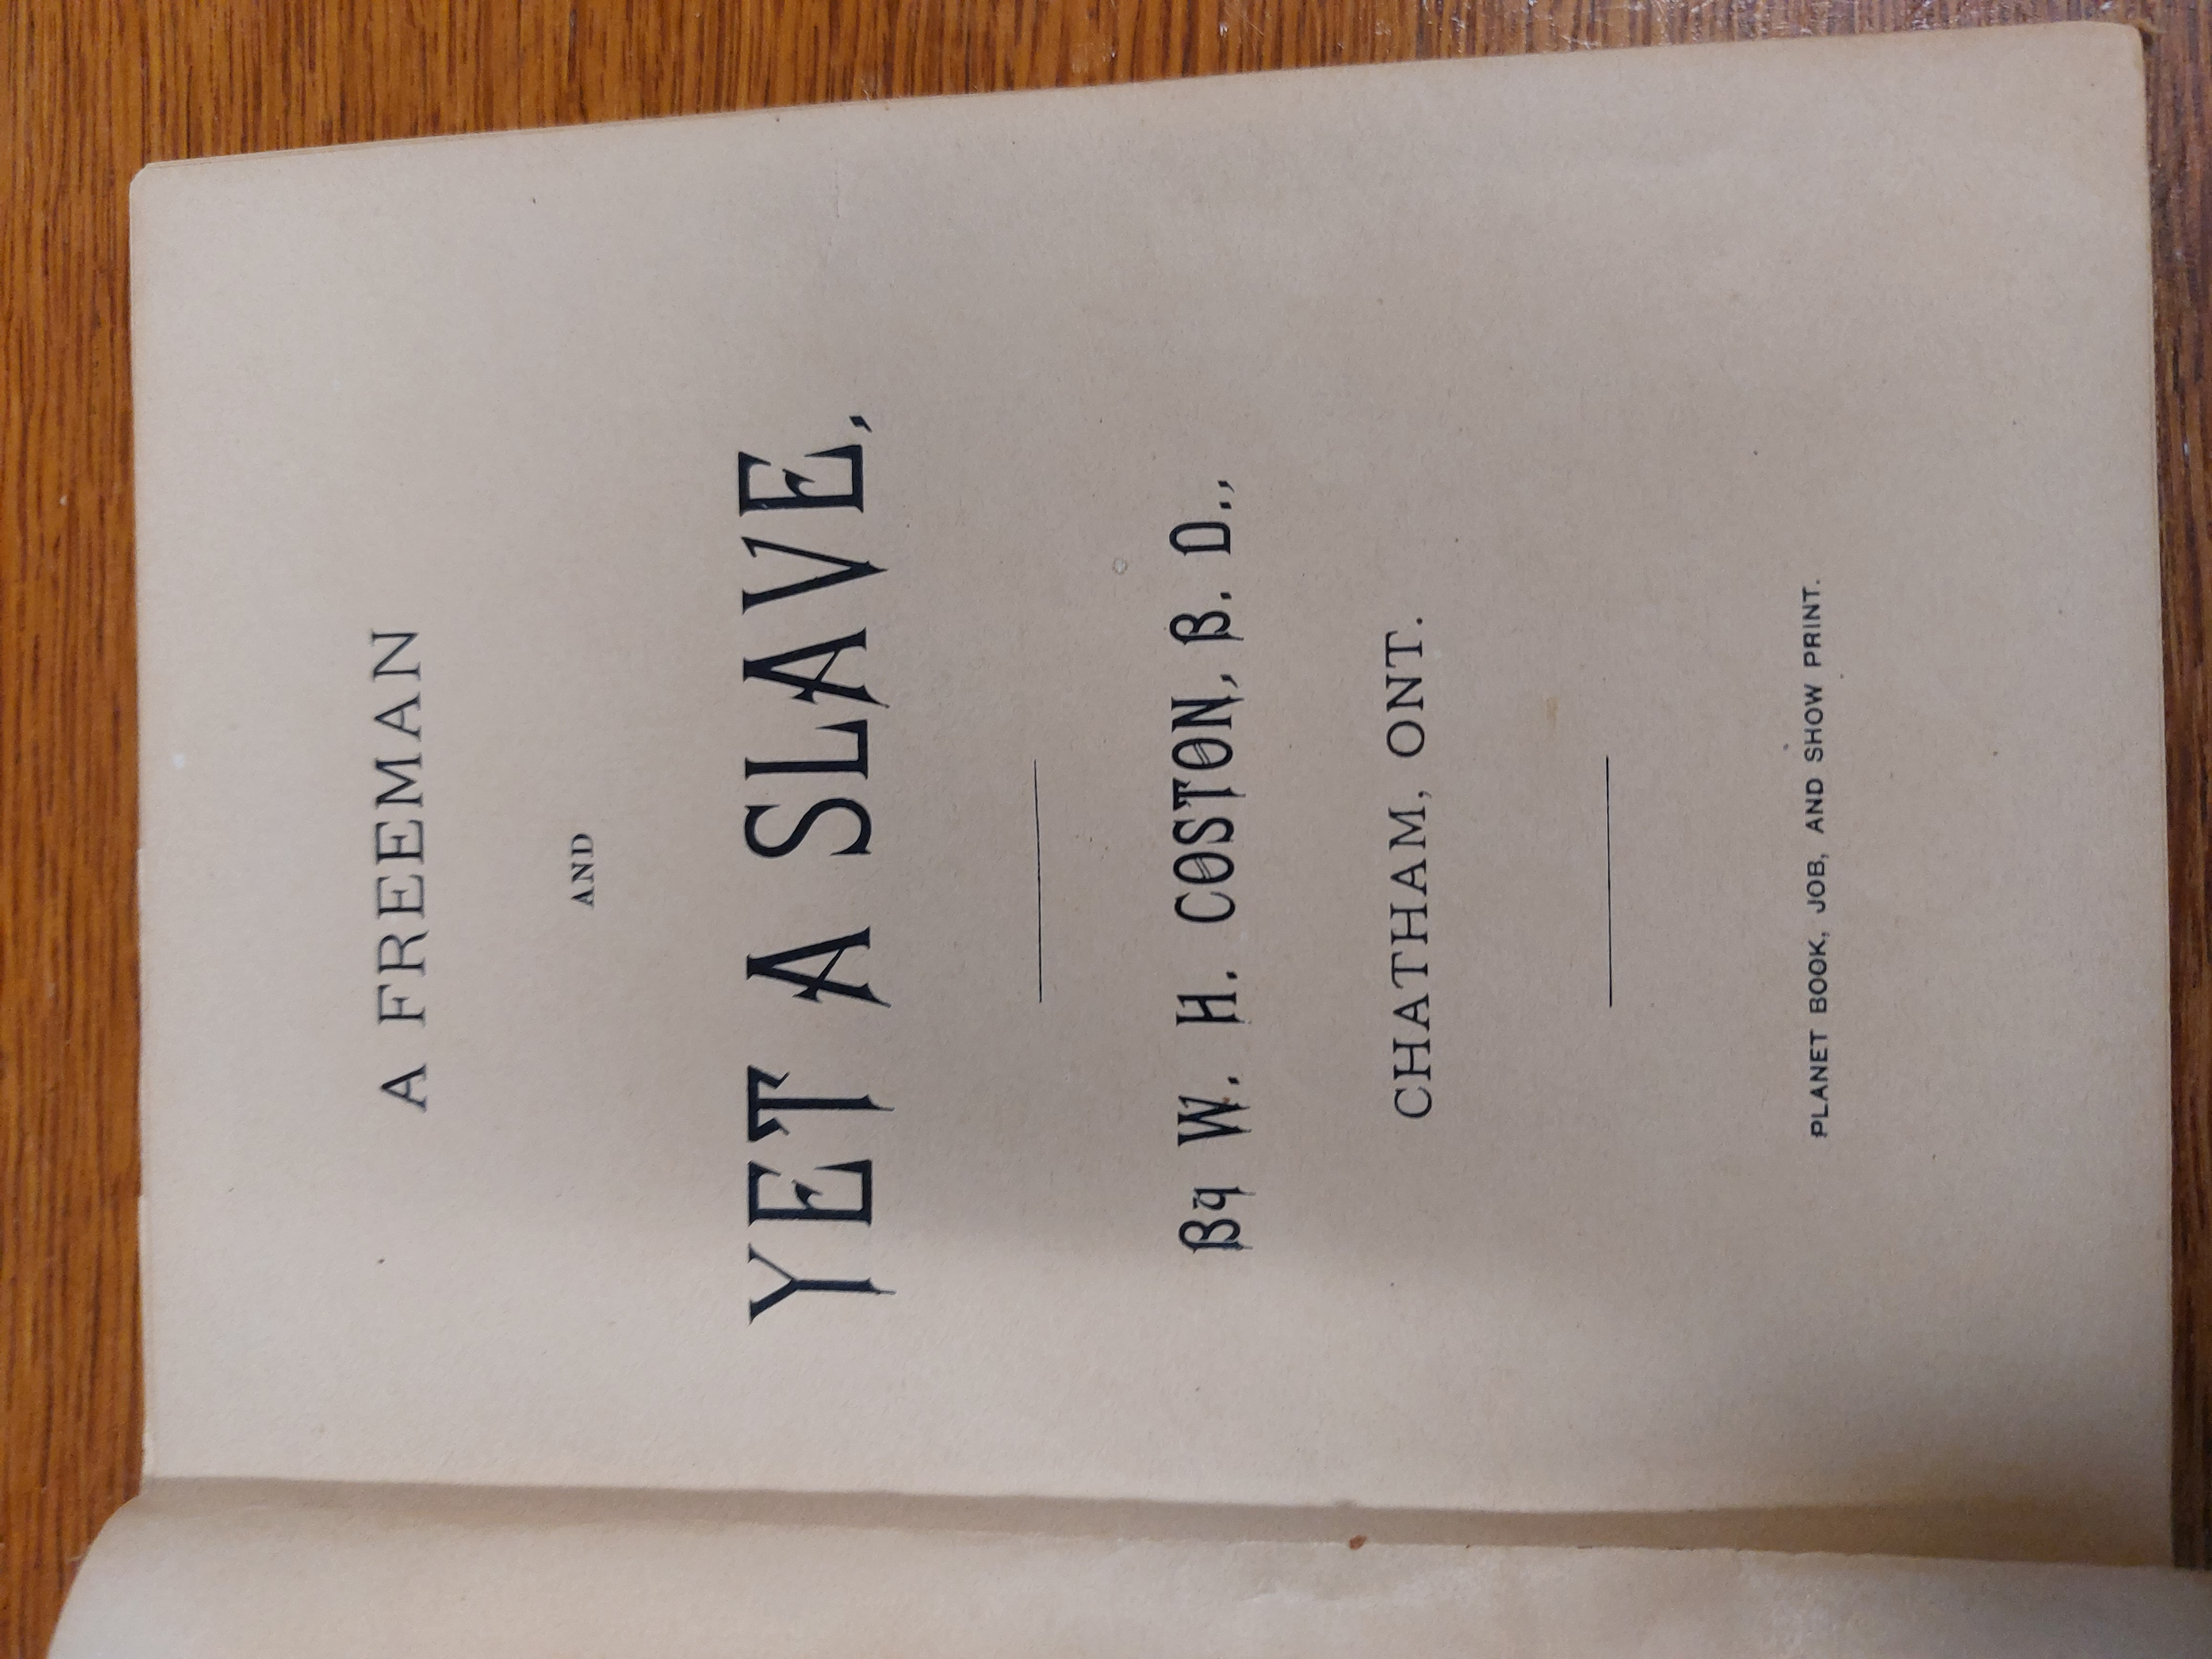 A FREEMAN
AND
YET A SLAVE,
By W. H. COSTON, B. D.,
CHATHAM, ONT.
PLANET BOOK, JOB, AND SHOW PRINT.